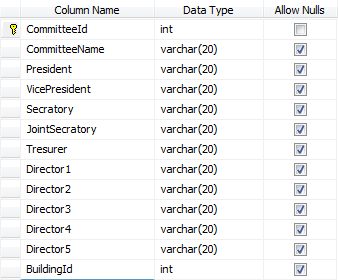 Column Name Data Type Allow Nulls
CommitteeId int
CommitteeName varchar(20)
President varchar(20)
VicePresident varchar(20)
Secratory varchar(20)
JointSecratory varchar(20)
Tresurer varchar(20)
Director1 varchar(20)
Director2 varchar(20)
Director3 varchar(20)
Director4 varchar(20)
Director5 varchar(20)
BuildingId int